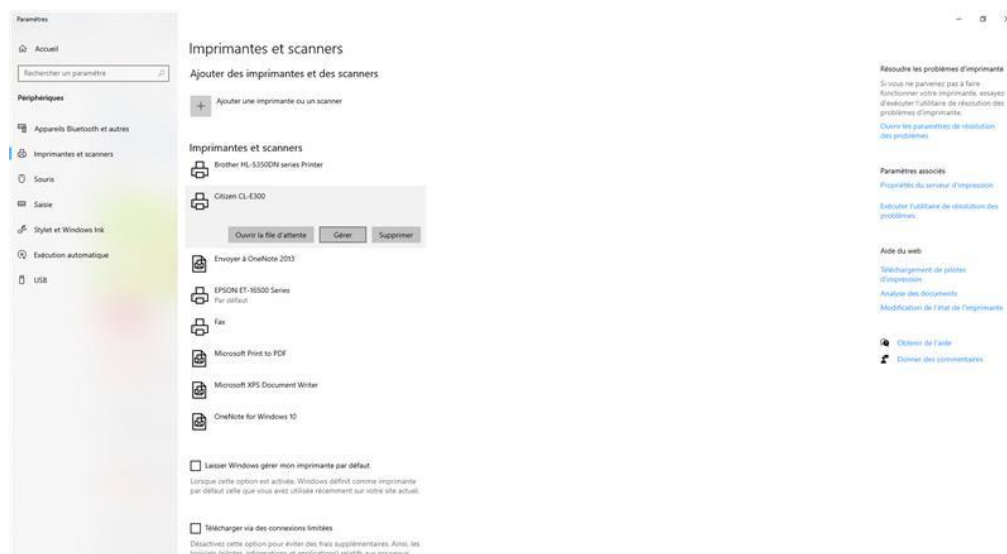 Paramètres
Accueil
Rechercher un paramètre
Périphériques
Appareils Bluetooth et autres
Imprimantes et scanners
Souris
Saisie
Stylet et Windows Ink
Exécution automatique
USB
Imprimantes et scanners
Ajouter des imprimantes et des scanners
Ajouter une imprimante ou un scanner
Imprimantes et scanners
Brother HL-5350DN series Printer
Citizen CL-E300
Ouvrir la file d'attente
Gérer
Supprimer
Envoyer à OneNote 2013
EPSON ET-16500 Series
Par défaut
Fax
Microsoft Print to PDF
Microsoft XPS Document Writer
OneNote for Windows 10
Laisser Windows gérer mon imprimante par défaut
Lorsque cette option est activée, Windows définit comme imprimante
par défaut celle que vous avez utilisée récemment sur votre site actuel.
Télécharger via des connexions limitées
Désactivez cette option pour éviter des frais supplémentaires. Ainsi, les
logiciels (pilotes, informations et applications) relatifs aux nouveaux
Résoudre les problèmes d'imprimante
Si vous ne parvenez pas à faire
fonctionner votre imprimante, essayez
d'exécuter l'utilitaire de résolution des
problèmes d'imprimante.
Ouvrir les paramètres de résolution
des problèmes
Paramètres associés
Propriétés du serveur d'impression
Exécuter l'utilitaire de résolution des
problèmes
Aide du web
Téléchargement de pilotes
d'impression
Analyse des documents
Modification de l'état de l'imprimante
Obtenir de l'aide
Donner des commentaires